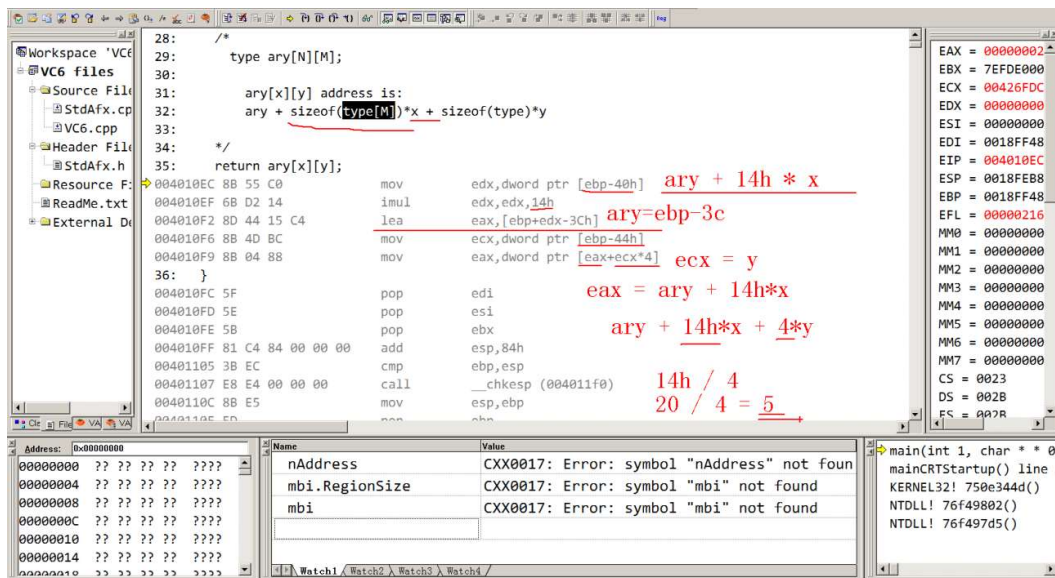 Workspace 'VC6
VC6 files
Source File
StdAfx.cp
VC6.cpp
Header File
StdAfx.h
Resource F:
ReadMe.txt
External De
28: /*
29: type ary[N][M];
30:
31: ary[x][y] address is:
32: ary + sizeof(type[M])*x + sizeof(type)*y
33:
34: */
35: return ary[x][y];
004010EC 8B 55 C0 mov edx,dword ptr [ebp-40h] ary + 14h * x
004010EF 6B D2 14 imul edx,edx,14h
004010F2 8D 44 15 C4 lea eax,[ebp+edx-3Ch] ary=ebp-3c
004010F6 8B 4D BC mov ecx,dword ptr [ebp-44h]
004010F9 8B 04 88 mov eax,dword ptr [eax+ecx*4] ecx = y
36: }
004010FC 5F pop edi eax = ary + 14h*x
004010FD 5E pop esi
004010FE 5B pop ebx ary + 14h*x + 4*y
004010FF 81 C4 84 00 00 00 add esp,84h
00401105 3B EC cmp ebp,esp
00401107 E8 E4 00 00 00 call __chkesp (004011f0) 14h / 4
0040110C 8B E5 mov esp,ebp 20 / 4 = 5
0040110E 5D pop ebp
EAX = 00000002
EBX = 7EFDE000
ECX = 00426FDC
EDX = 00000000
ESI = 00000000
EDI = 0018FF48
EIP = 004010EC
ESP = 0018FEB8
EBP = 0018FF48
EFL = 00000216
MM0 = 00000000
MM1 = 00000000
MM2 = 00000000
MM3 = 00000000
MM4 = 00000000
MM5 = 00000000
MM6 = 00000000
MM7 = 00000000
CS = 0023
DS = 002B
ES = 002B
Cle File VA VA
Address: 0x00000000
00000000 ?? ?? ?? ?? ????
00000004 ?? ?? ?? ?? ????
00000008 ?? ?? ?? ?? ????
0000000C ?? ?? ?? ?? ????
00000010 ?? ?? ?? ?? ????
00000014 ?? ?? ?? ?? ????
00000018 ?? ?? ?? ?? ????
Name Value
nAddress CXX0017: Error: symbol "nAddress" not foun
mbi.RegionSize CXX0017: Error: symbol "mbi" not found
mbi CXX0017: Error: symbol "mbi" not found
Watch1 Watch2 Watch3 Watch4
main(int 1, char * * 0
mainCRTStartup() line
KERNEL32! 750e344d()
NTDLL! 76f49802()
NTDLL! 76f497d5()